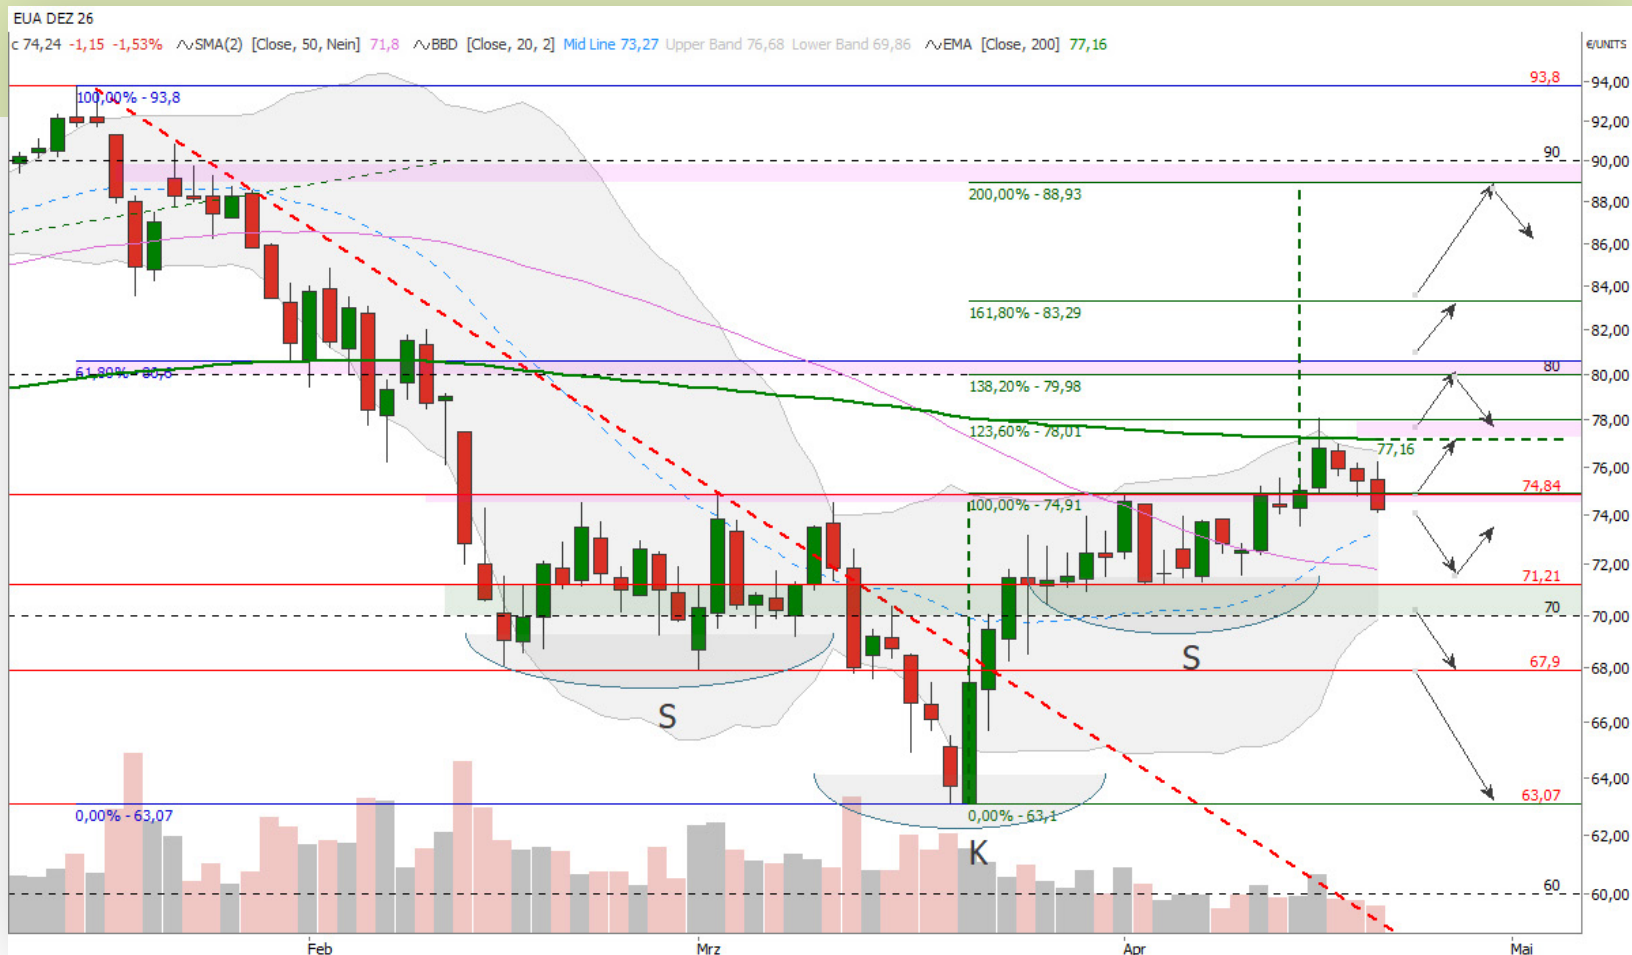 EUA DEZ 26
c 74,24 -1,15 -1,53% SMA(2) [Close, 50, Nein] 71,8 BBD [Close, 20, 2] Mid Line 73,27 Upper Band 76,68 Lower Band 69,86 EMA [Close, 200] 77,16
€/UNITS
93,8
94,00
100,00% - 93,8
92,00
90
90,00
200,00% - 88,93
88,00
86,00
84,00
161,80% - 83,29
82,00
80
61,80% - 80,6
80,00
138,20% - 79,98
78,00
123,60% - 78,01
77,16
76,00
74,84
100,00% - 74,91
74,00
72,00
71,21
70
70,00
S
67,9
68,00
S
66,00
64,00
63,07
0,00% - 63,07
0,00% - 63,1
62,00
K
60
60,00
Feb
Mrz
Apr
Mai